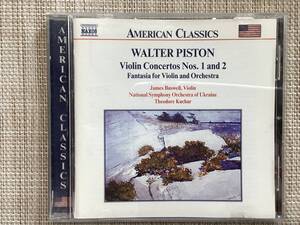 NAXOS
AMERICAN CLASSICS
WALTER PISTON
Violin Concertos Nos. 1 and 2
Fantasia for Violin and Orchestra
James Buswell, Violin
National Symphony Orchestra of Ukraine
Theodore Kuchar
AMERICAN CLASSICS